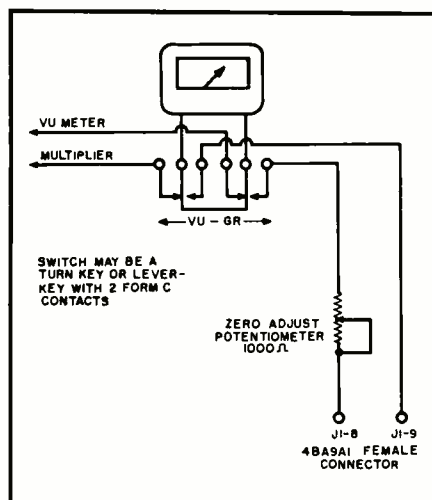 VU METER
MULTIPLIER
VU - GR
SWITCH MAY BE A
TURN KEY OR LEVER-
KEY WITH 2 FORM C
CONTACTS
ZERO ADJUST
POTENTIOMETER
1000Ω
J1-8 J1-9
4BA9A1 FEMALE
CONNECTOR